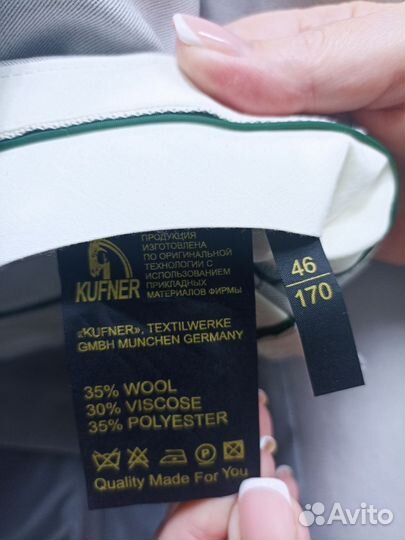 ПРОДУКЦИЯ
ИЗГОТОВЛЕНА
ПО ОРИГИНАЛЬНОЙ
ТЕХНОЛОГИИ С
ИСПОЛЬЗОВАНИЕМ
ПРИКЛАДНЫХ
МАТЕРИАЛОВ ФИРМЫ
KUFNER
«KUFNER», TEXTILWERKE
GMBH MUNCHEN GERMANY
35% WOOL
30% VISCOSE
35% POLYESTER
Quality Made For You
46
170
Avito